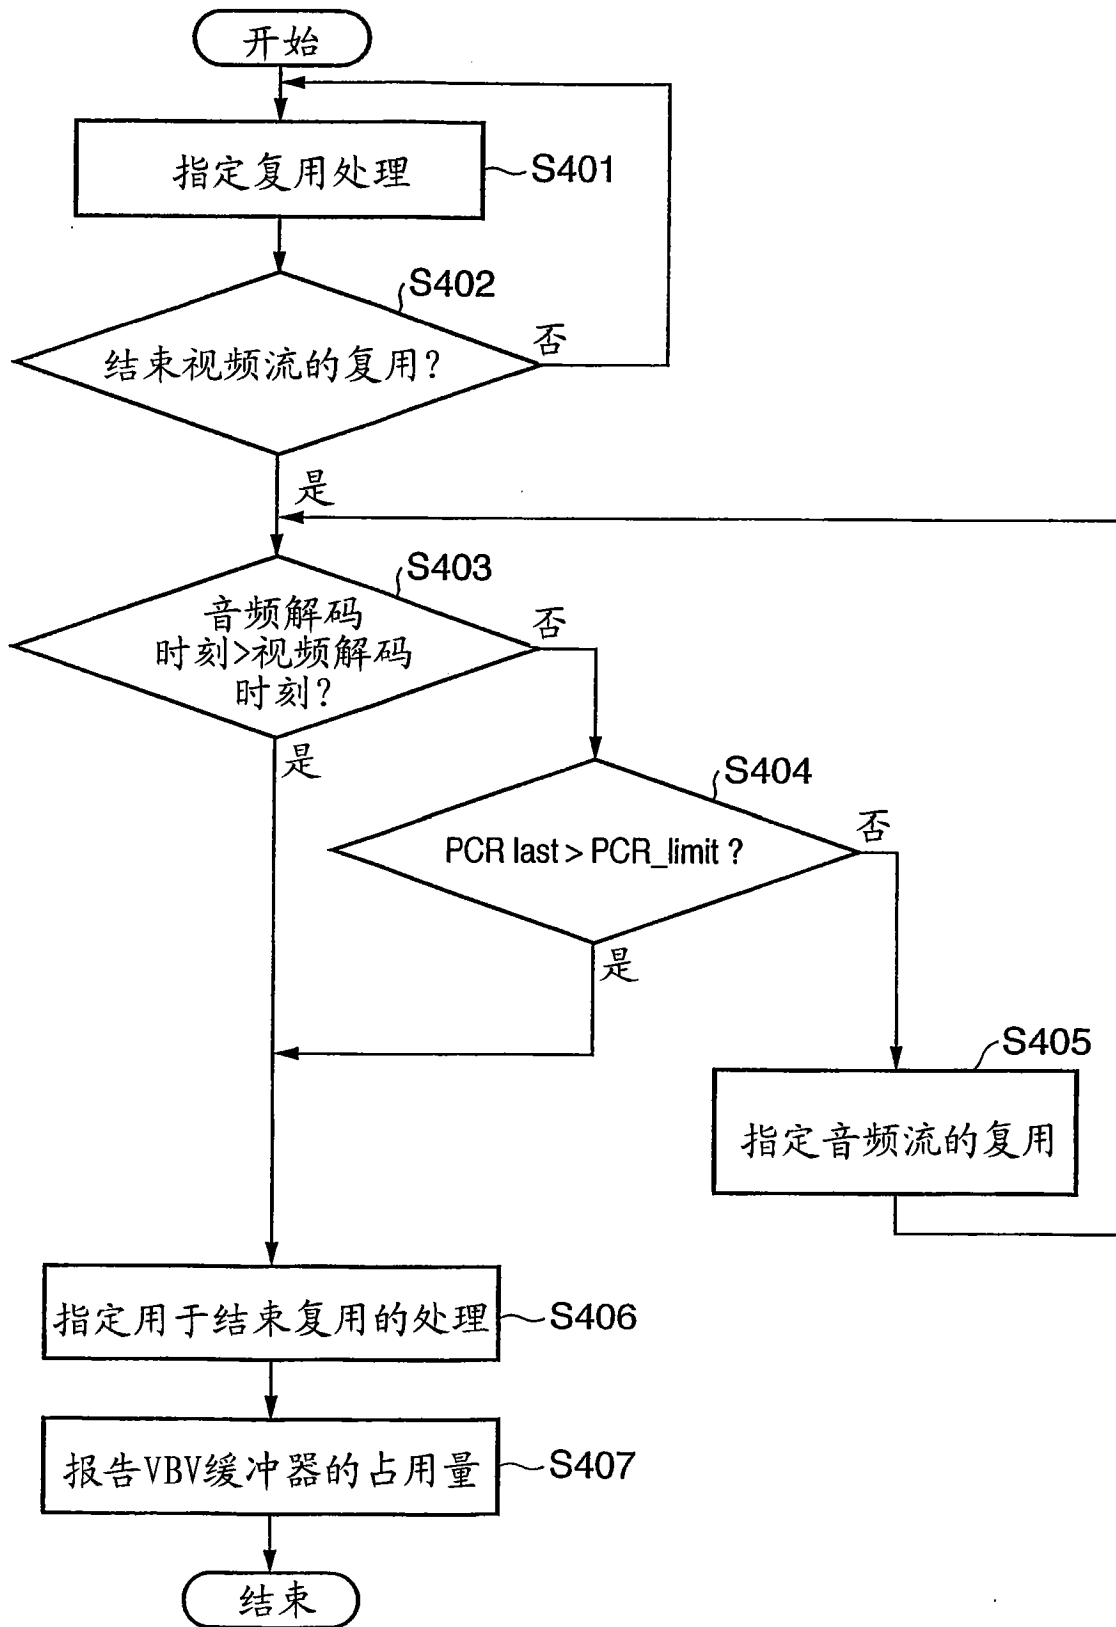 开始
指定复用处理
S401
S402
结束视频流的复用?
否
是
S403
音频解码
时刻>视频解码
时刻?
否
是
S404
PCR last > PCR_limit ?
否
是
S405
指定音频流的复用
指定用于结束复用的处理
S406
报告VBV缓冲器的占用量
S407
结束